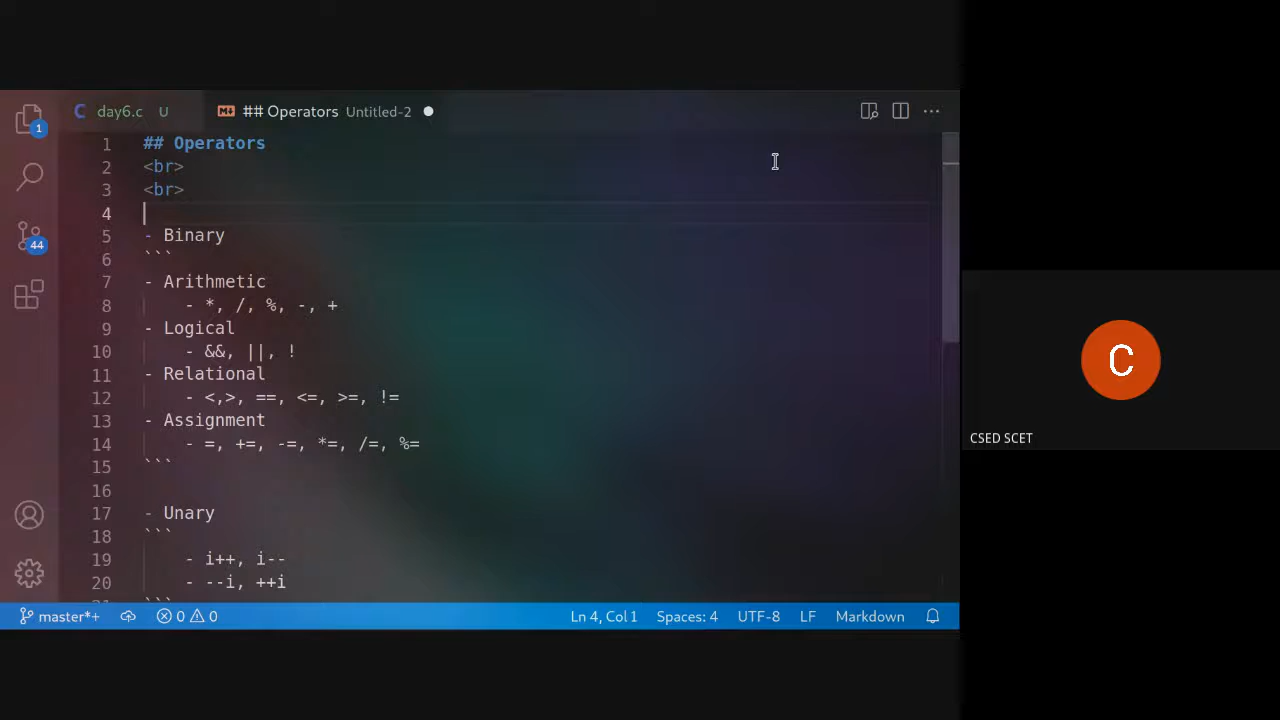 day6.c U ## Operators Untitled-2
1 ## Operators
2 <br>
3 <br>
4
5 - Binary
6 ```
7 - Arithmetic
8 - *, /, %, -, +
9 - Logical
10 - &&, ||, !
11 - Relational
12 - <,>, ==, <=, >=, !=
13 - Assignment
14 - =, +=, -=, *=, /=, %=
15 ```
16
17 - Unary
18 ```
19 - i++, i--
20 - --i, ++i
21 ```
1
44
master*+ 0 0 Ln 4, Col 1 Spaces: 4 UTF-8 LF Markdown
C
CSED SCET